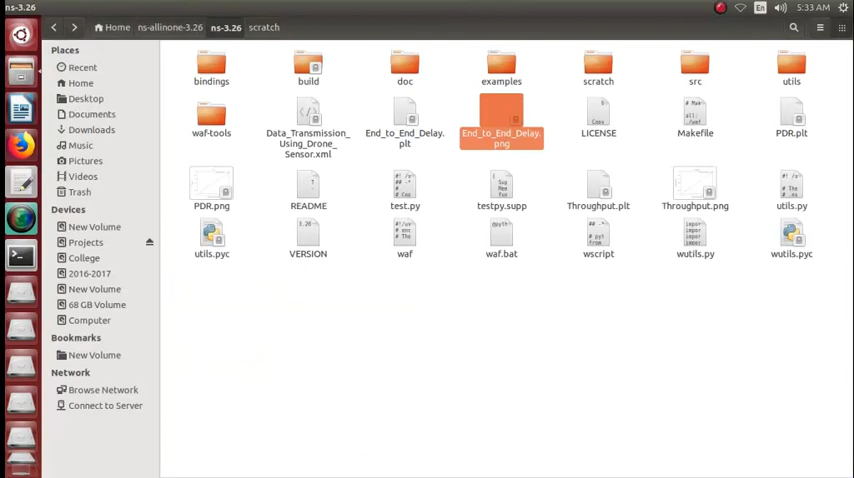 ns-3.26
En
5:33 AM
Home
ns-allinone-3.26
ns-3.26
scratch
Places
Recent
Home
Desktop
Documents
Downloads
Music
Pictures
Videos
Trash
Devices
New Volume
Projects
College
2016-2017
New Volume
68 GB Volume
Computer
Bookmarks
New Volume
Network
Browse Network
Connect to Server
bindings
build
doc
examples
scratch
src
utils
waf-tools
Data_Transmission_
Using_Drone_
Sensor.xml
End_to_End_Delay.
plt
End_to_End_Delay.
png
LICENSE
Makefile
PDR.plt
PDR.png
README
test.py
testpy.supp
Throughput.plt
Throughput.png
utils.py
utils.pyc
VERSION
waf
waf.bat
wscript
wutils.py
wutils.pyc